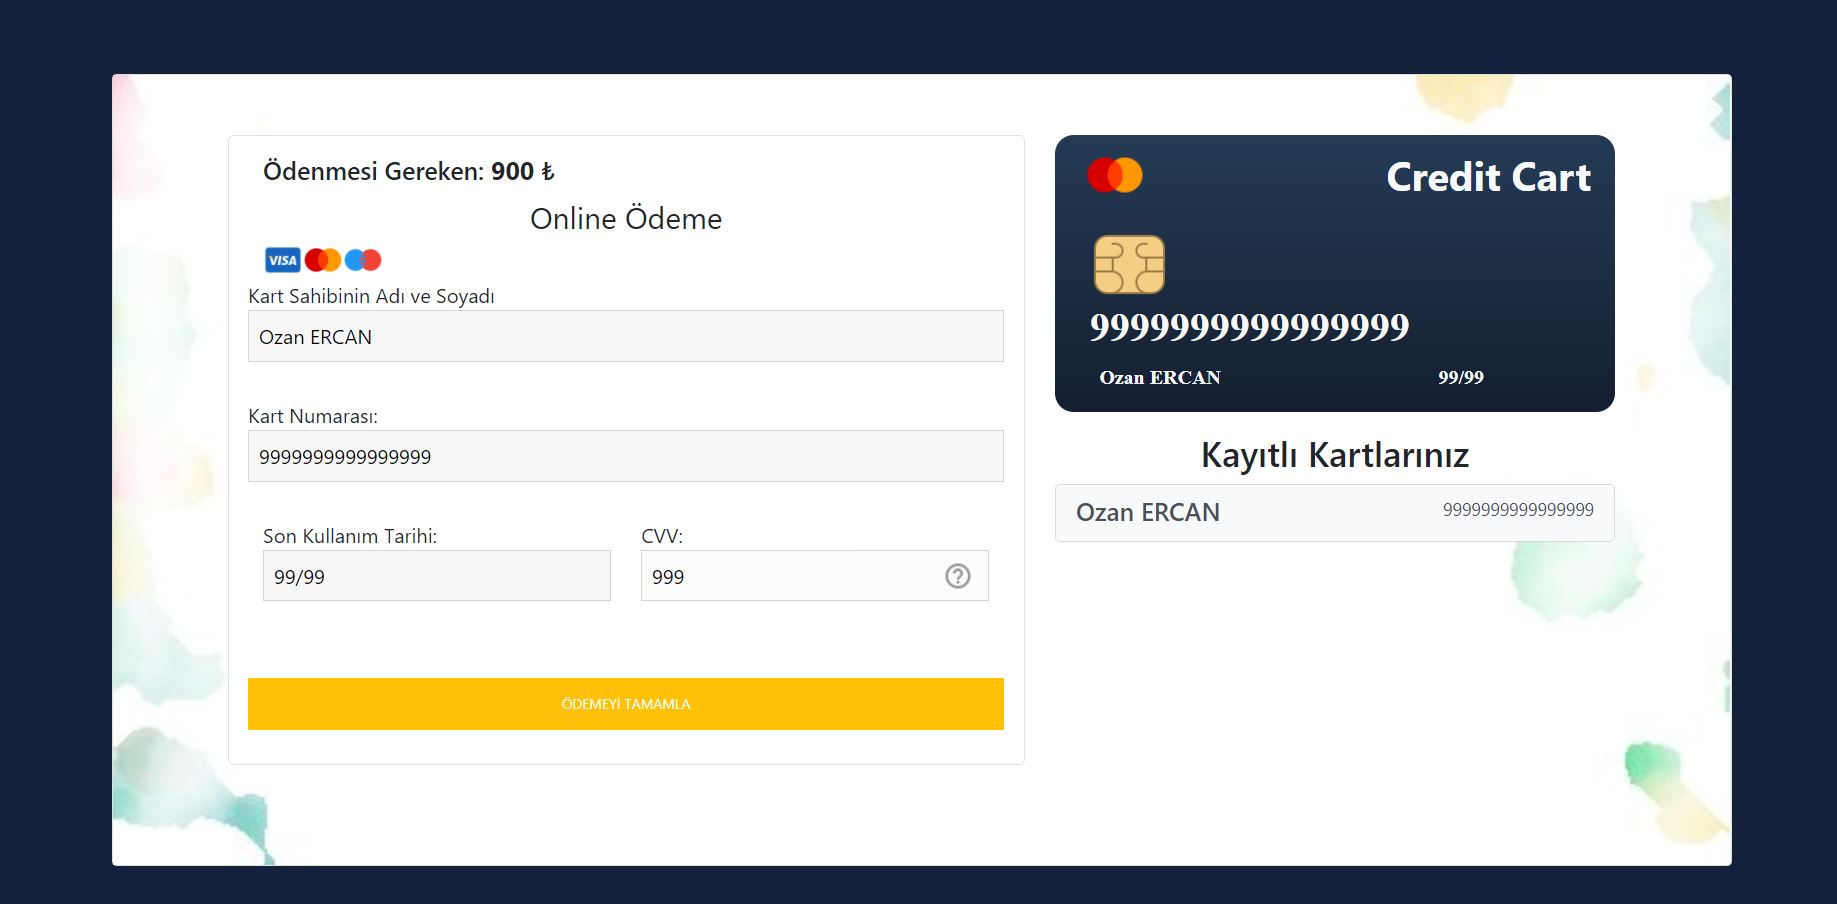 Ödenmesi Gereken: 900 ₺
Online Ödeme
VISA
Kart Sahibinin Adı ve Soyadı
Ozan ERCAN
Kart Numarası:
9999999999999999
Son Kullanım Tarihi:
99/99
CVV:
999
?
ÖDEMEYİ TAMAMLA
Credit Cart
9999999999999999
Ozan ERCAN 99/99
Kayıtlı Kartlarınız
Ozan ERCAN 9999999999999999